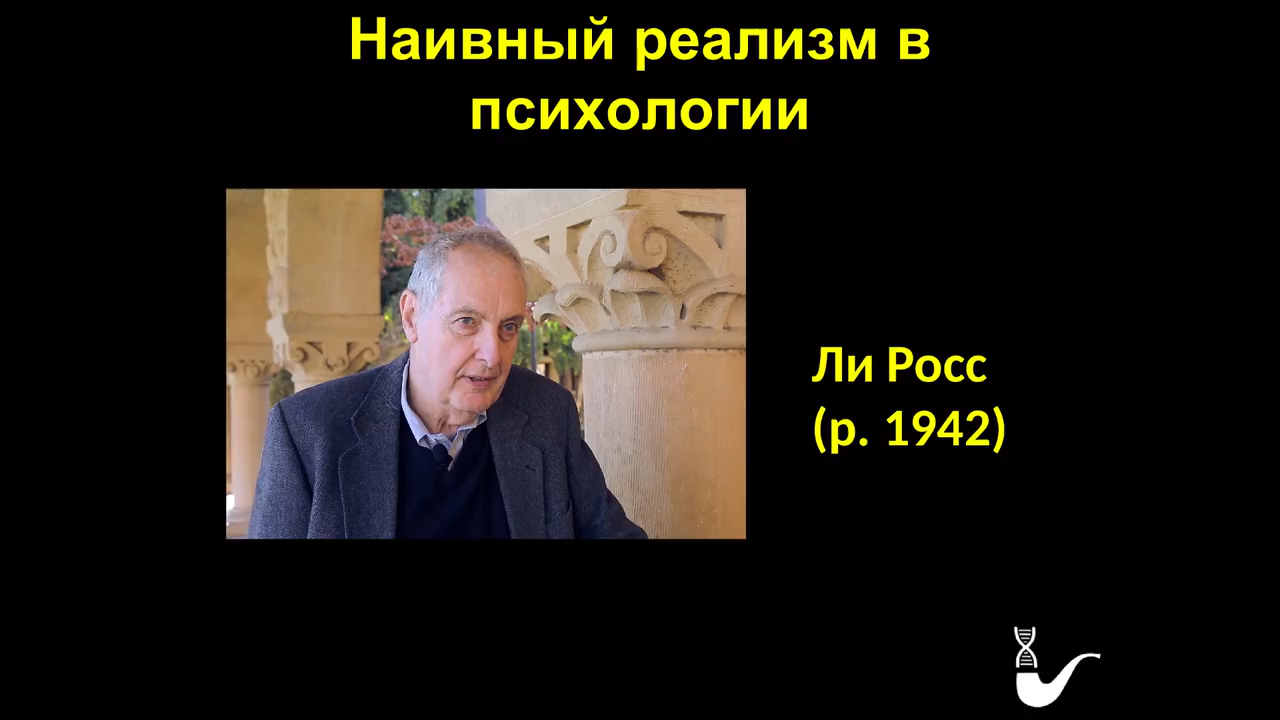 Наивный реализм в
психологии
Ли Росс
(р. 1942)